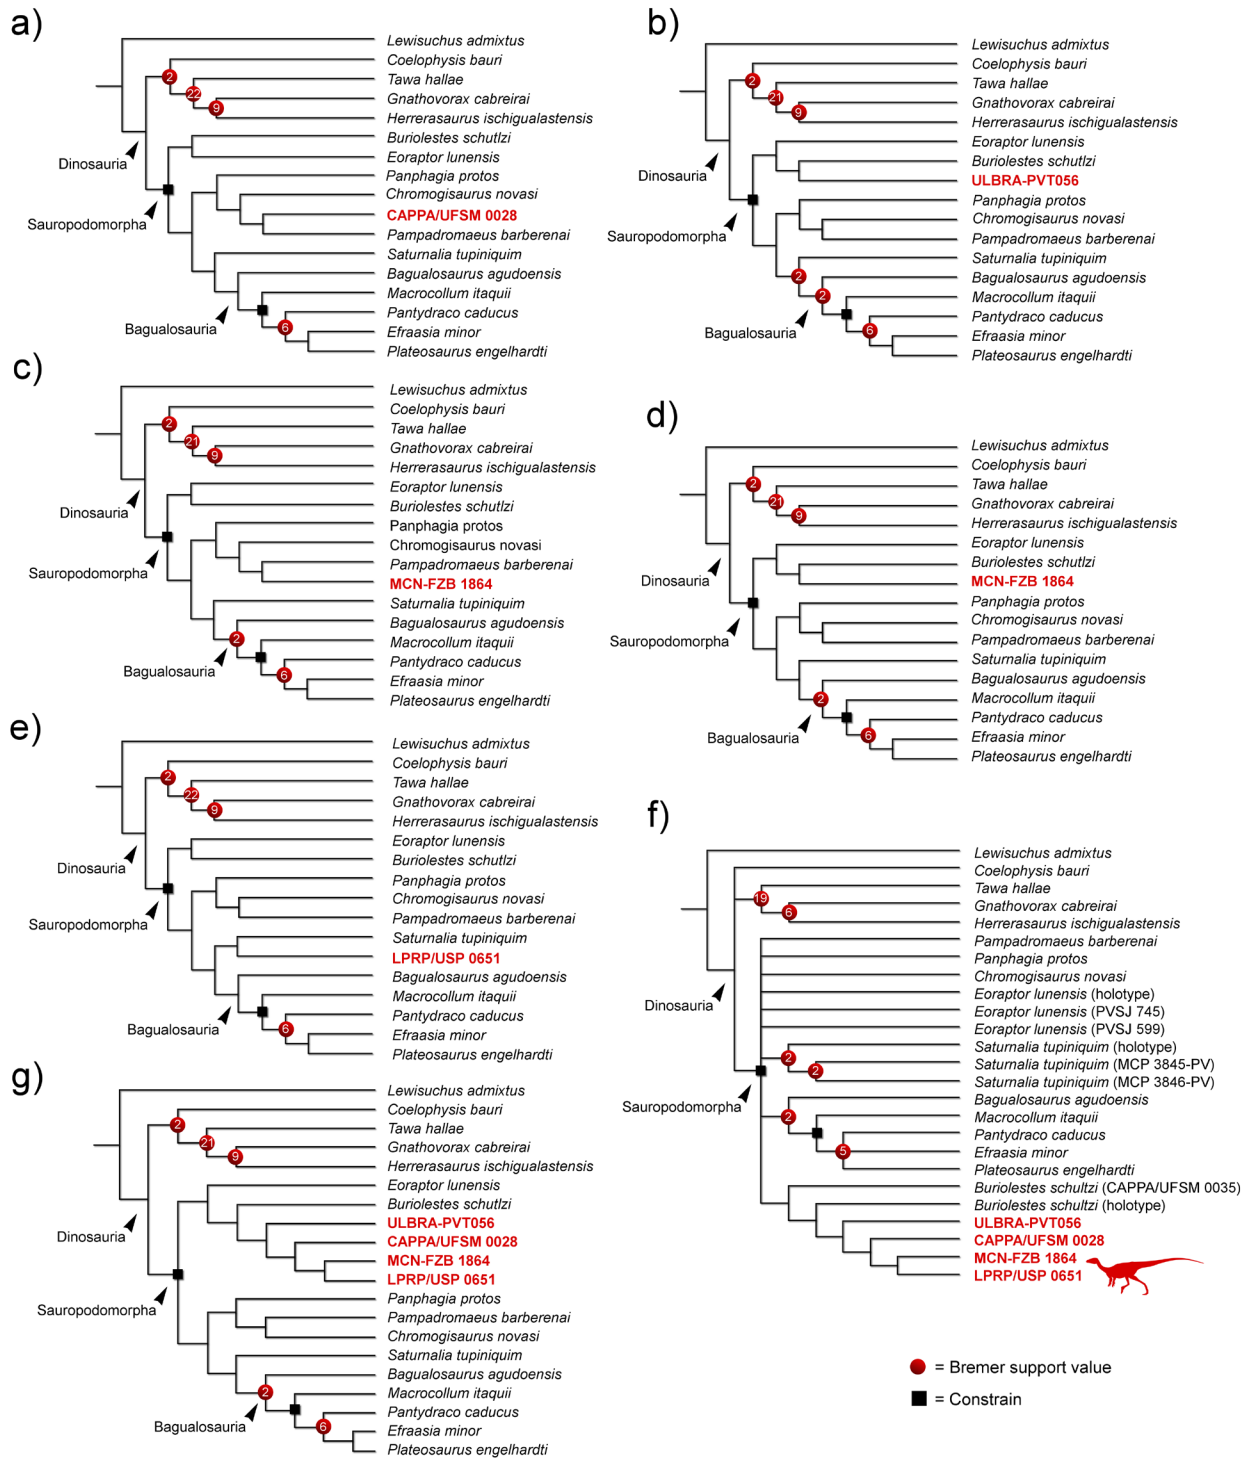 a)
Lewisuchus admixtus
Coelophysis bauri
2
Tawa hallae
22
Gnathovorax cabreirai
9
Herrerasaurus ischigualastensis
Buriolestes schutlzi
Dinosauria
Eoraptor lunensis
Panphagia protos
Chromogisaurus novasi
CAPPA/UFSM 0028
Sauropodomorpha
Pampadromaeus barberenai
Saturnalia tupiniquim
Bagualosaurus agudoensis
Macrocollum itaquii
Pantydraco caducus
Bagualosauria
6
Efraasia minor
Plateosaurus engelhardti
b)
Lewisuchus admixtus
Coelophysis bauri
2
Tawa hallae
21
Gnathovorax cabreirai
9
Herrerasaurus ischigualastensis
Eoraptor lunensis
Buriolestes schutlzi
Dinosauria
ULBRA-PVT056
Panphagia protos
Chromogisaurus novasi
Sauropodomorpha
Pampadromaeus barberenai
Saturnalia tupiniquim
2
Bagualosaurus agudoensis
2
Macrocollum itaquii
Pantydraco caducus
Bagualosauria
6
Efraasia minor
Plateosaurus engelhardti
c)
Lewisuchus admixtus
Coelophysis bauri
2
Tawa hallae
21
Gnathovorax cabreirai
9
Herrerasaurus ischigualastensis
Eoraptor lunensis
Buriolestes schutlzi
Dinosauria
Panphagia protos
Chromogisaurus novasi
Pampadromaeus barberenai
Sauropodomorpha
MCN-FZB 1864
Saturnalia tupiniquim
Bagualosaurus agudoensis
2
Macrocollum itaquii
Pantydraco caducus
Bagualosauria
6
Efraasia minor
Plateosaurus engelhardti
d)
Lewisuchus admixtus
Coelophysis bauri
2
Tawa hallae
21
Gnathovorax cabreirai
9
Herrerasaurus ischigualastensis
Eoraptor lunensis
Buriolestes schutlzi
Dinosauria
MCN-FZB 1864
Panphagia protos
Chromogisaurus novasi
Sauropodomorpha
Pampadromaeus barberenai
Saturnalia tupiniquim
Bagualosaurus agudoensis
2
Macrocollum itaquii
Pantydraco caducus
Bagualosauria
6
Efraasia minor
Plateosaurus engelhardti
e)
Lewisuchus admixtus
Coelophysis bauri
2
Tawa hallae
22
Gnathovorax cabreirai
9
Herrerasaurus ischigualastensis
Eoraptor lunensis
Buriolestes schutlzi
Dinosauria
Panphagia protos
Chromogisaurus novasi
Pampadromaeus barberenai
Sauropodomorpha
Saturnalia tupiniquim
LPRP/USP 0651
Bagualosaurus agudoensis
Macrocollum itaquii
Pantydraco caducus
Bagualosauria
6
Efraasia minor
Plateosaurus engelhardti
f)
Lewisuchus admixtus
Coelophysis bauri
Tawa hallae
19
Gnathovorax cabreirai
6
Herrerasaurus ischigualastensis
Pampadromaeus barberenai
Panphagia protos
Chromogisaurus novasi
Eoraptor lunensis (holotype)
Dinosauria
Eoraptor lunensis (PVSJ 745)
Eoraptor lunensis (PVSJ 599)
Saturnalia tupiniquim (holotype)
2
Saturnalia tupiniquim (MCP 3845-PV)
2
Saturnalia tupiniquim (MCP 3846-PV)
Sauropodomorpha
Bagualosaurus agudoensis
2
Macrocollum itaquii
Pantydraco caducus
5
Efraasia minor
Plateosaurus engelhardti
Buriolestes schultzi (CAPPA/UFSM 0035)
Buriolestes schultzi (holotype)
ULBRA-PVT056
CAPPA/UFSM 0028
MCN-FZB 1864
LPRP/USP 0651
g)
Lewisuchus admixtus
Coelophysis bauri
2
Tawa hallae
21
Gnathovorax cabreirai
9
Herrerasaurus ischigualastensis
Eoraptor lunensis
Buriolestes schutlzi
ULBRA-PVT056
Dinosauria
CAPPA/UFSM 0028
MCN-FZB 1864
LPRP/USP 0651
Panphagia protos
Sauropodomorpha
Pampadromaeus barberenai
Chromogisaurus novasi
Saturnalia tupiniquim
Bagualosaurus agudoensis
2
Macrocollum itaquii
Pantydraco caducus
Bagualosauria
6
Efraasia minor
Plateosaurus engelhardti
= Bremer support value
= Constrain